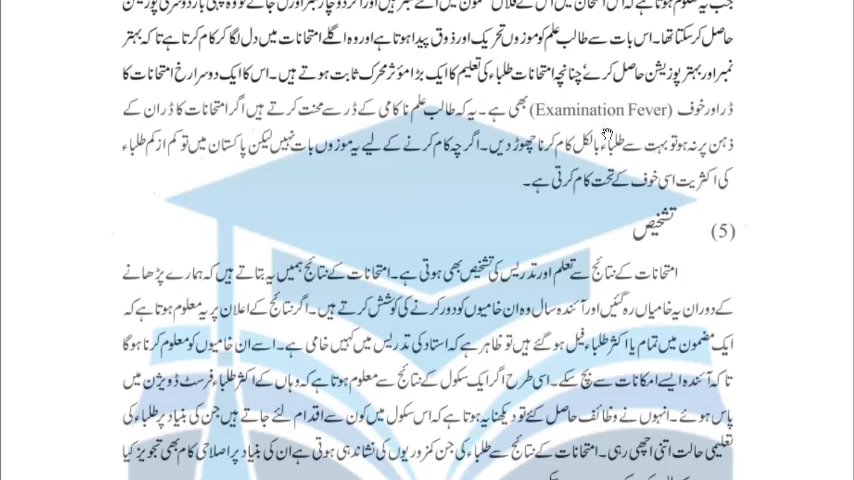 جب یہ معلوم ہوتا ہے کہ اس امتحان میں اس کے فلاں مضمون میں اتنے نمبر ہیں اور اگر دو چار نمبر اور مل جاتے تو وہ پہلی یا دوسری پوزیشن
حاصل کر سکتا تھا۔ اس بات سے طالب علم کو موزوں تحریک اور ذوق پیدا ہوتا ہے اور وہ اگلے امتحانات میں دل لگا کر کام کرتا ہے تاکہ بہتر
نمبر اور بہتر پوزیشن حاصل کرے، چنانچہ امتحانات طلباء کی تعلیم کا ایک بڑا مؤثر محرک ثابت ہوتے ہیں۔ اس کا ایک دوسرا رخ امتحانات کا
ڈر اور خوف (Examination Fever) بھی ہے۔ یہ کہ طالب علم ناکامی کے ڈر سے محنت کرتے ہیں اگر امتحانات کا ڈر ان کے
ذہن پر نہ ہو تو بہت سے طلباء بالکل کام کرنا چھوڑ دیں۔ اگرچہ کام کرنے کے لیے یہ موزوں بات نہیں لیکن پاکستان میں تو کم از کم طلباء
کی اکثریت اسی خوف کے تحت کام کرتی ہے۔
(5) تشخیص
امتحانات کے نتائج سے تعلم اور تدریس کی تشخیص بھی ہوتی ہے۔ امتحانات کے نتائج ہمیں یہ بتاتے ہیں کہ ہمارے پڑھانے
کے دوران یہ خامیاں رہ گئیں اور آئندہ سال وہ ان خامیوں کو دور کرنے کی کوشش کرتے ہیں۔ اگر نتائج کے اعلان پر یہ معلوم ہوتا ہے کہ
ایک مضمون میں تمام یا اکثر طلباء فیل ہو گئے ہیں تو ظاہر ہے کہ استاد کی تدریس میں کہیں خامی ہے۔ اسے ان خامیوں کو معلوم کرنا ہوگا
تاکہ آئندہ ایسے امکانات سے بچ سکے۔ اسی طرح اگر ایک سکول کے نتائج سے معلوم ہوتا ہے کہ وہاں کے اکثر طلباء فرسٹ ڈویژن میں
پاس ہوئے۔ انہوں نے وظائف حاصل کئے تو دیکھنا یہ ہوتا ہے کہ اس سکول میں کون سے اقدام لئے جاتے ہیں جن کی بنیاد پر طلباء کی
تعلیمی حالت اتنی اچھی رہی۔ امتحانات کے نتائج سے طلباء کی جن کمزوریوں کی نشاندہی ہوتی ہے ان کی بنیاد پر اصلاحی کام بھی تجویز کیا